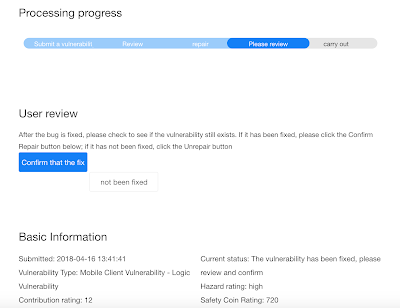 Processing progress
Submit a vulnerabiliti Review repair Please review carry out
User review
After the bug is fixed, please check to see if the vulnerability still exists. If it has been fixed, please click the Confirm
Repair button below; if it has not been fixed, click the Unrepair button
Confirm that the fix
not been fixed
Basic Information
Submitted: 2018-04-16 13:41:41
Vulnerability Type: Mobile Client Vulnerability - Logic
Vulnerability
Contribution rating: 12
Current status: The vulnerability has been fixed, please
review and confirm
Hazard rating: high
Safety Coin Rating: 720